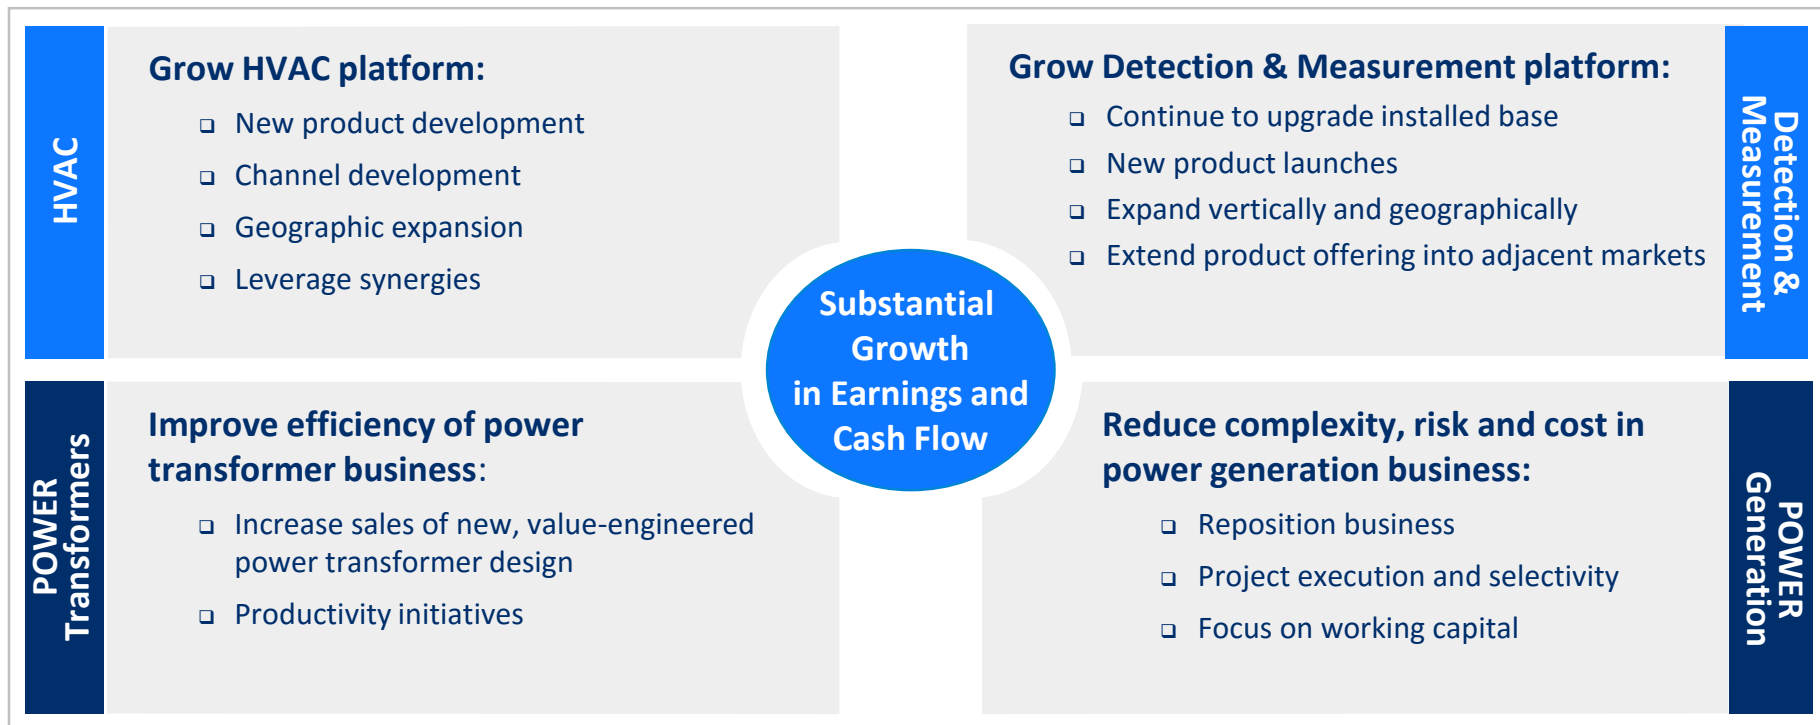 HVAC
Grow HVAC platform:
❑ New product development
❑ Channel development
❑ Geographic expansion
❑ Leverage synergies
Grow Detection & Measurement platform:
❑ Continue to upgrade installed base
❑ New product launches
❑ Expand vertically and geographically
❑ Extend product offering into adjacent markets
Detection &
Measurement
Substantial
Growth
in Earnings and
Cash Flow
POWER
Transformers
Improve efficiency of power
transformer business:
❑ Increase sales of new, value-engineered
power transformer design
❑ Productivity initiatives
Reduce complexity, risk and cost in
power generation business:
❑ Reposition business
❑ Project execution and selectivity
❑ Focus on working capital
POWER
Generation